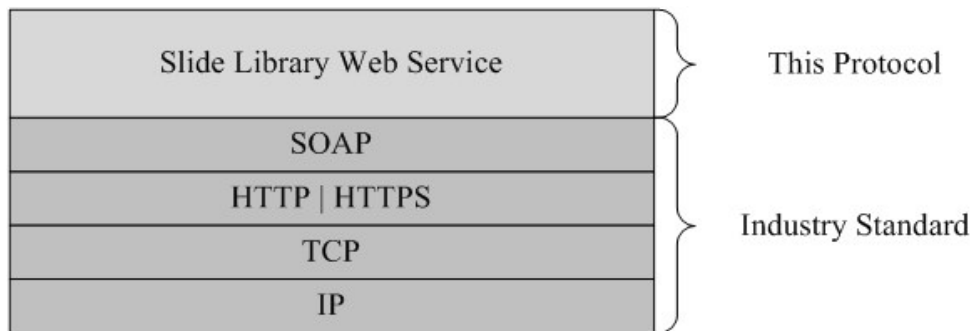 Slide Library Web Service
This Protocol
SOAP
HTTP | HTTPS
TCP
IP
Industry Standard